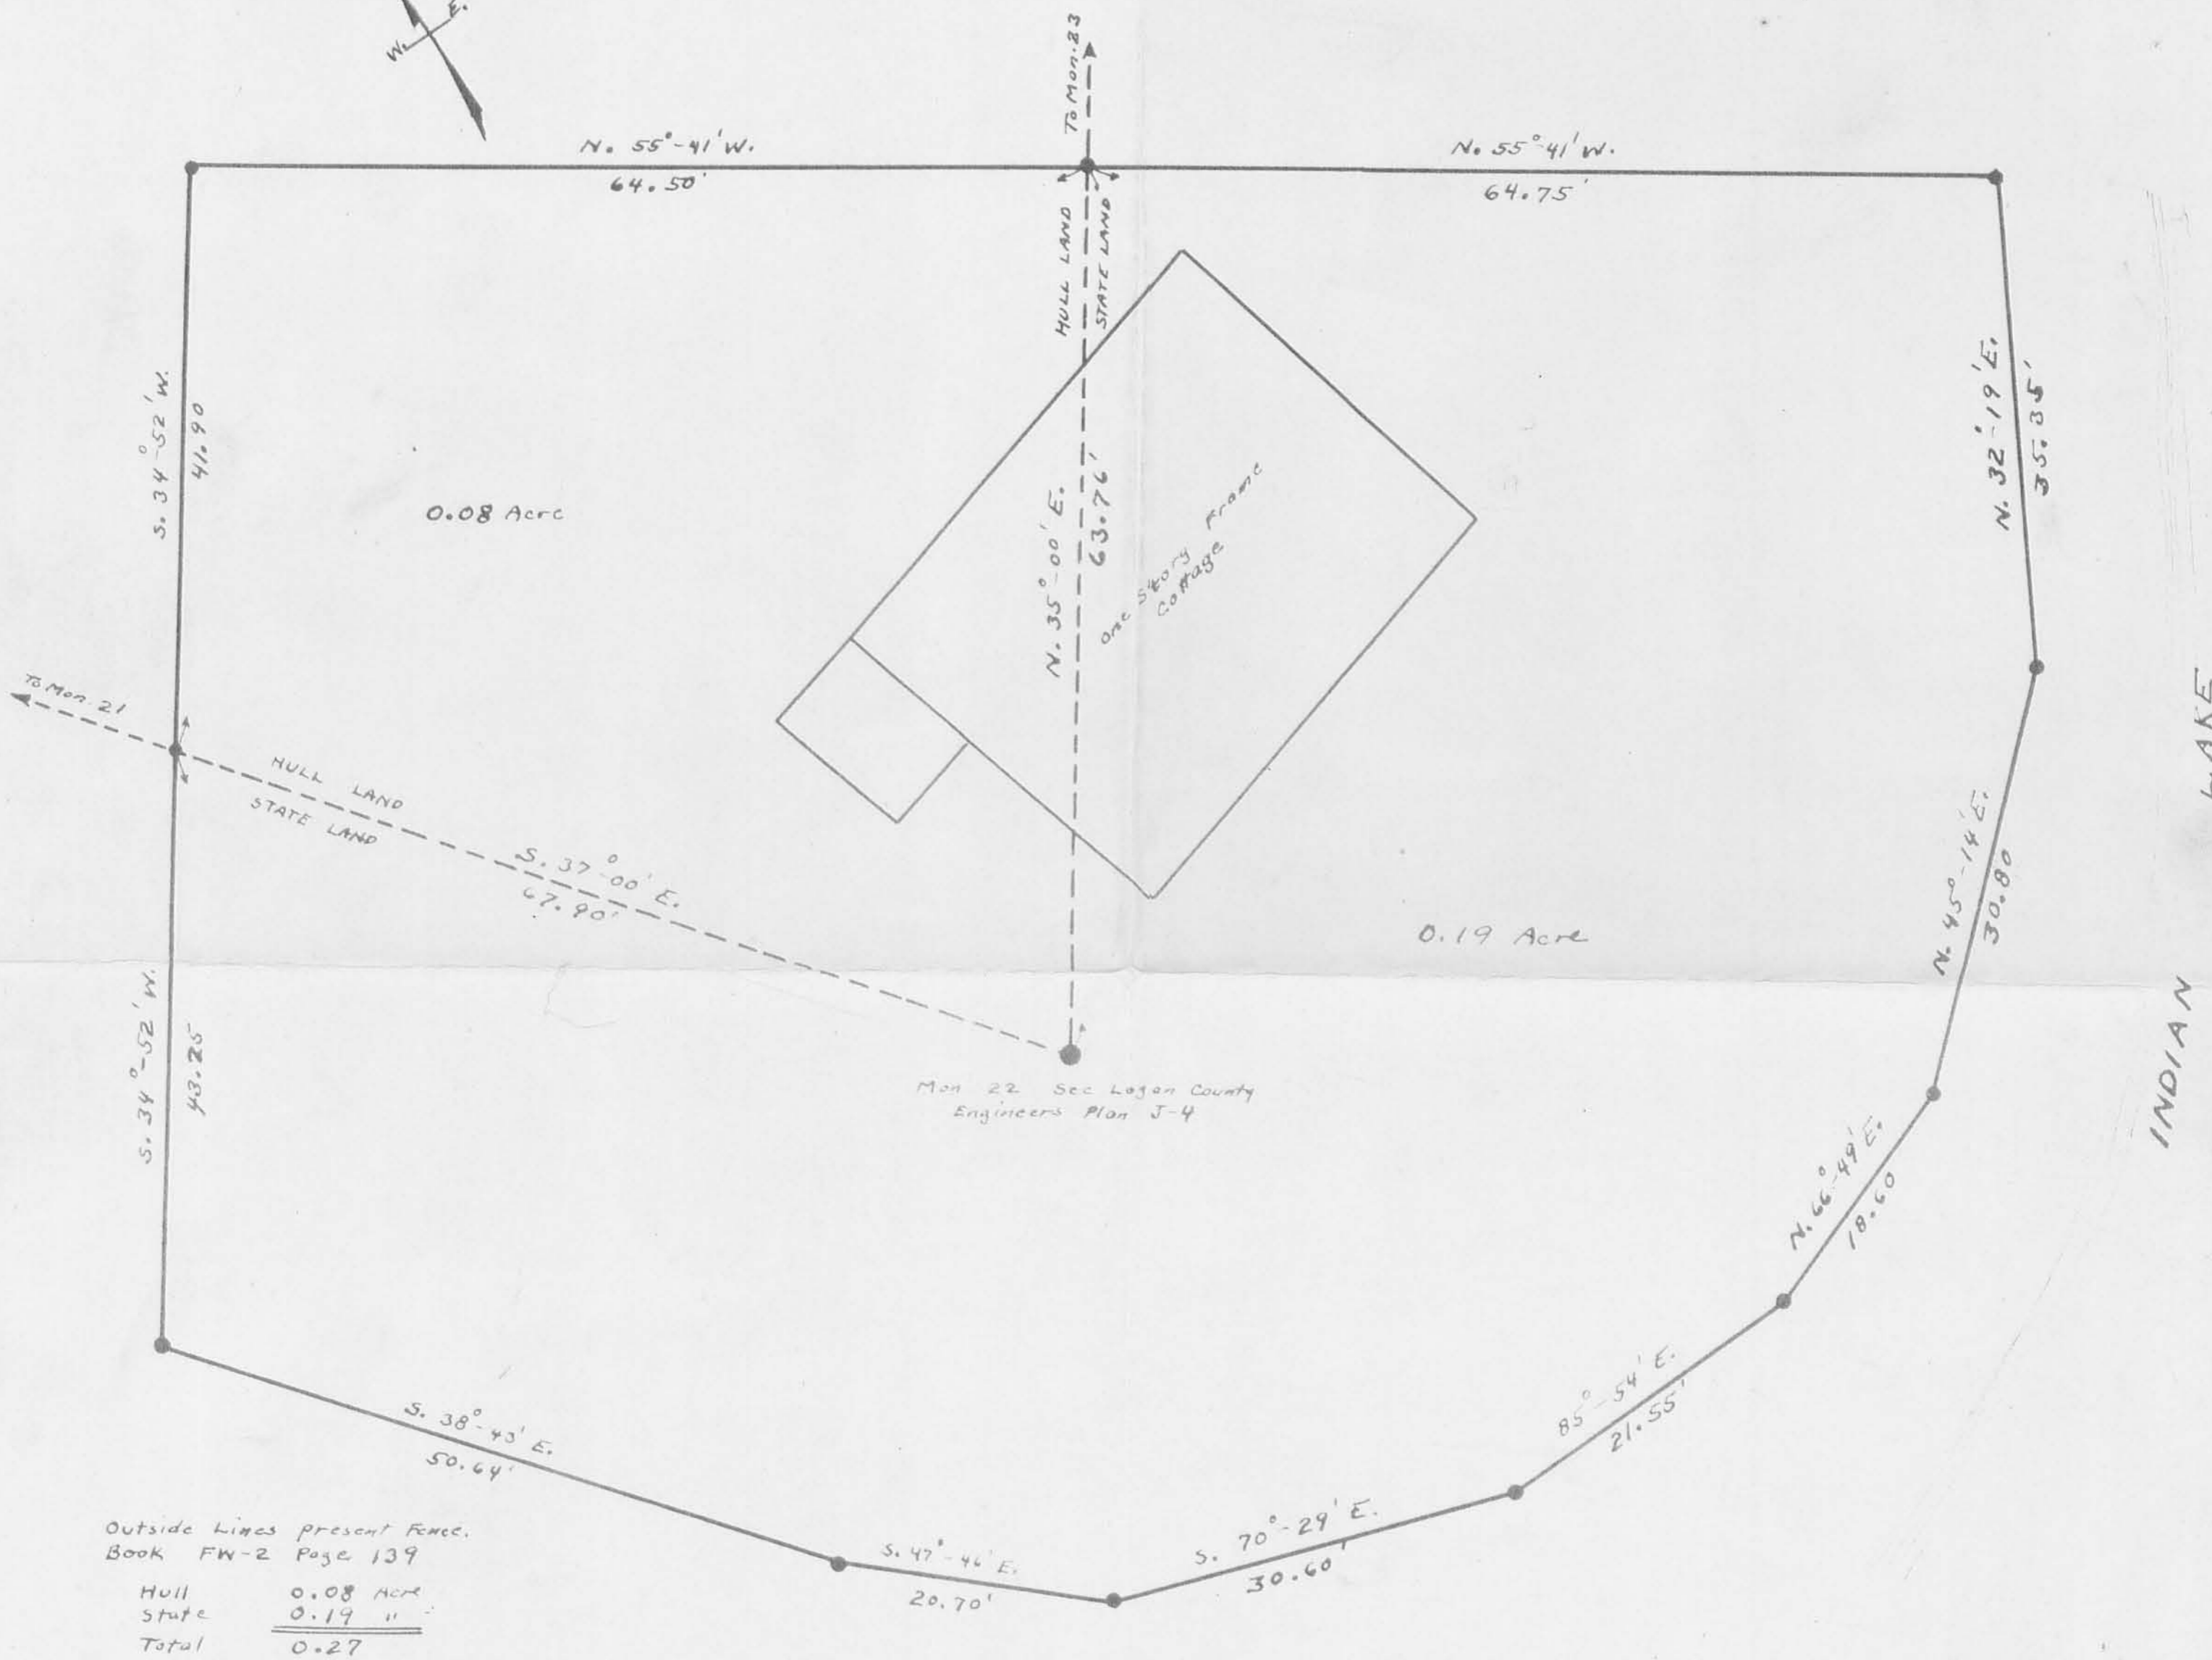 W. E.
To Mon. 23
N. 55°-41' W.
64.50'
N. 55°-41' W.
64.75'
HULL LAND
STATE LAND
S. 34°-52' W.
41.90
0.08 Acre
N. 35°-00' E.
63.76'
One Story Frame
Cottage
N. 32°-19' E.
35.35'
To Mon. 21
HULL LAND
STATE LAND
S. 37°-00' E.
67.90'
0.19 Acre
N. 45°-14' E.
30.80
INDIAN LAKE
S. 34°-52' W.
43.25
Mon 22 See Logan County
Engineers Plan J-4
N. 66°-49' E.
18.60
85°-54' E.
21.55'
S. 38°-43' E.
50.64'
S. 47°-46' E.
20.70'
S. 70°-29' E.
30.60'
Outside Lines present Fence.
Book FW-2 Page 139
Hull 0.08 Acre
State 0.19 "
Total 0.27